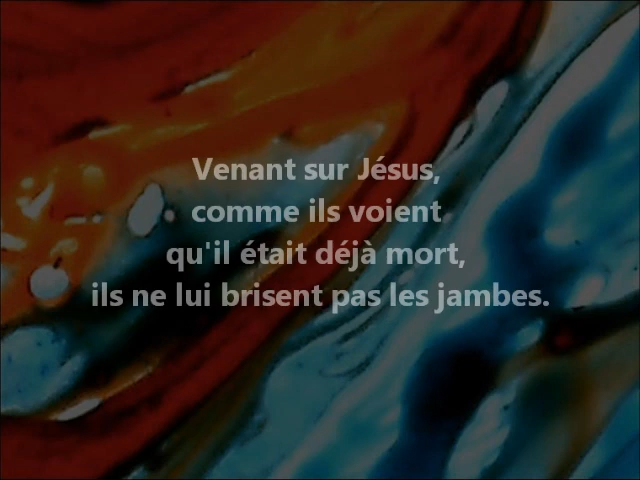 Venant sur Jésus,
comme ils voient
qu'il était déjà mort,
ils ne lui brisent pas les jambes.